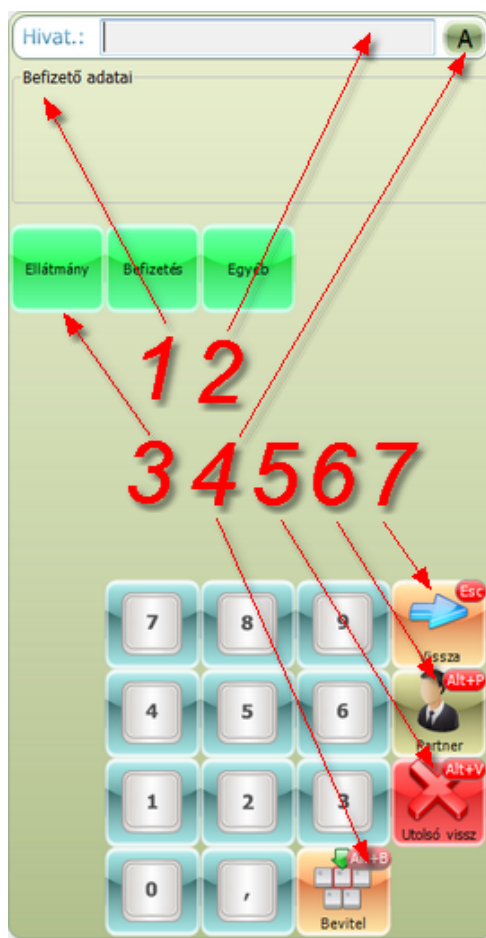 Hivat.:
A
Befizető adatai
Ellátmány Befizetés Egyéb
1 2
3 4 5 6 7
Esc
7 8 9
Vissza
Alt+P
4 5 6
Partner
Alt+V
1 2 3
Utolsó vissz
Alt+B
0 ,
Bevitel